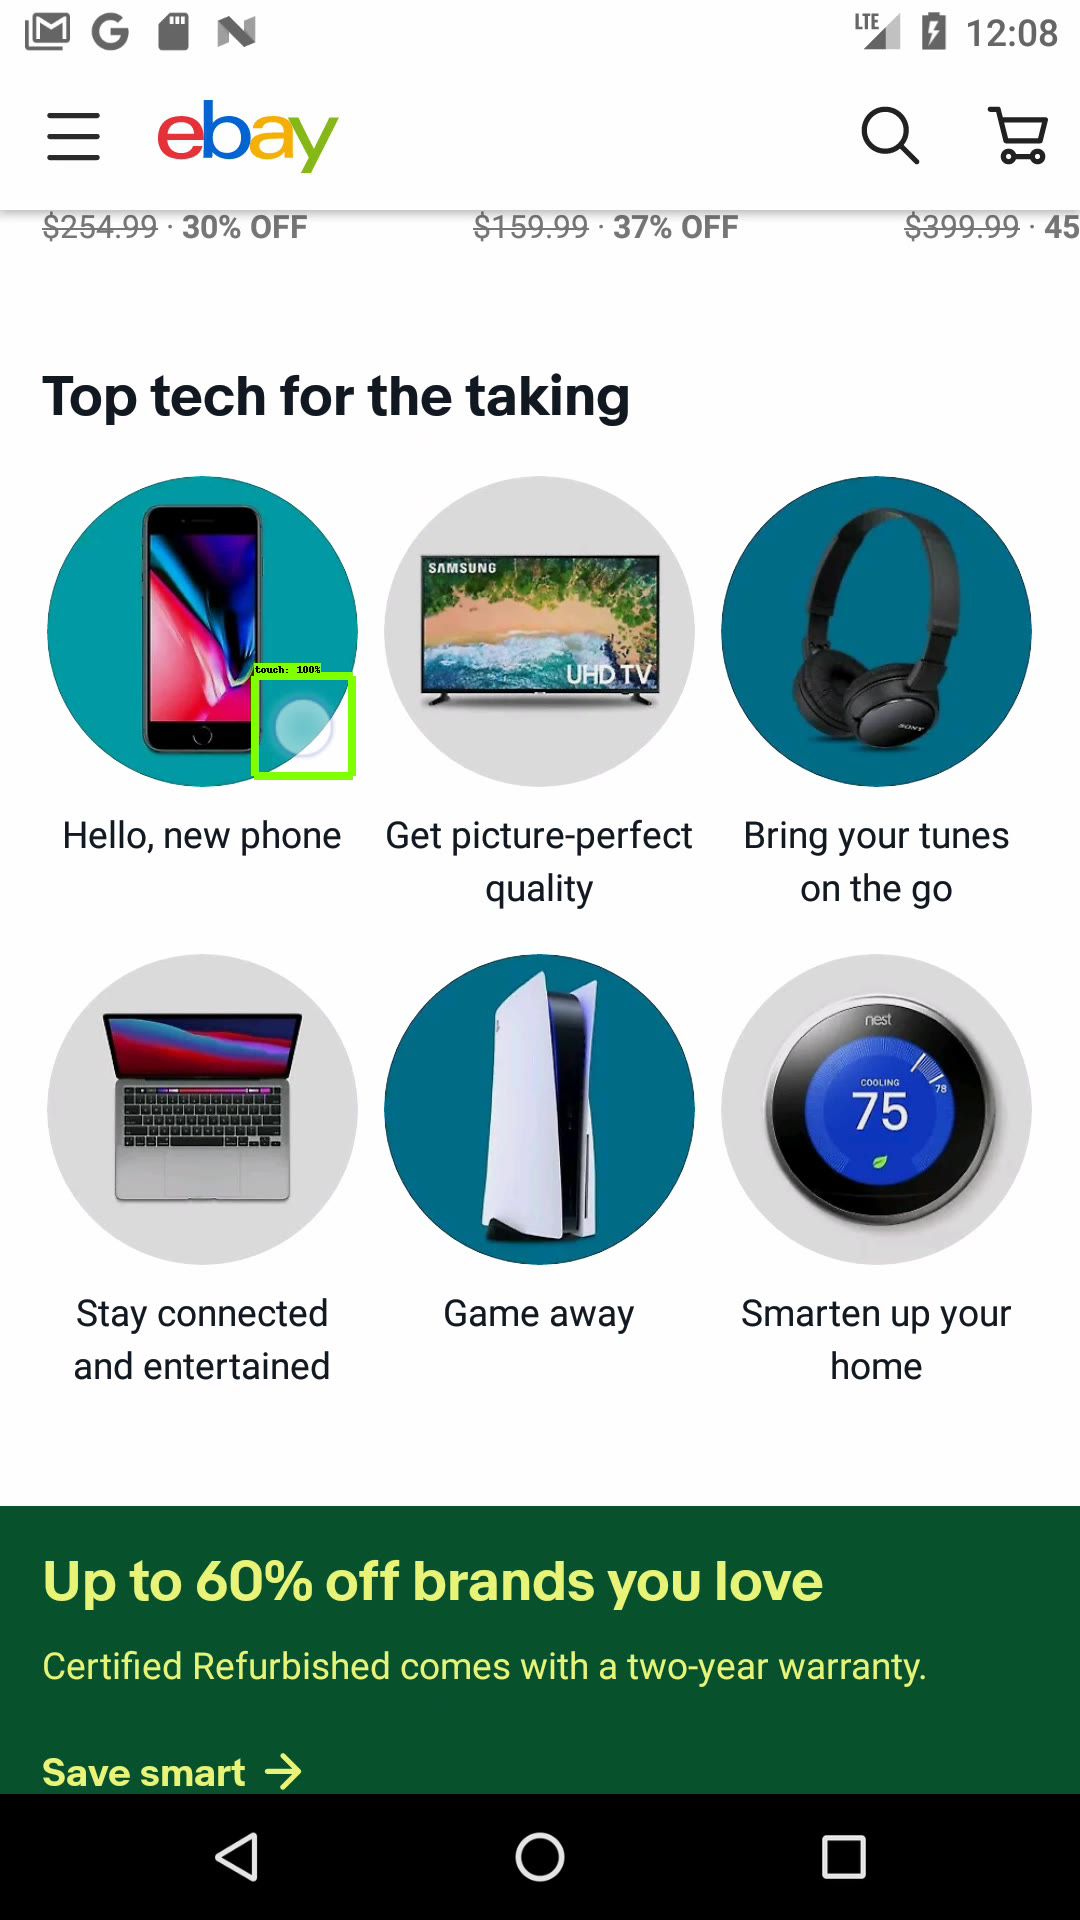 LTE 12:08
ebay
$254.99 · 30% OFF $159.99 · 37% OFF $399.99 · 45
Top tech for the taking
SAMSUNG
UHD TV
SONY
touch: 100%
Hello, new phone
Get picture-perfect
quality
Bring your tunes
on the go
nest
COOLING
75
78
Stay connected
and entertained
Game away
Smarten up your
home
Up to 60% off brands you love
Certified Refurbished comes with a two-year warranty.
Save smart →